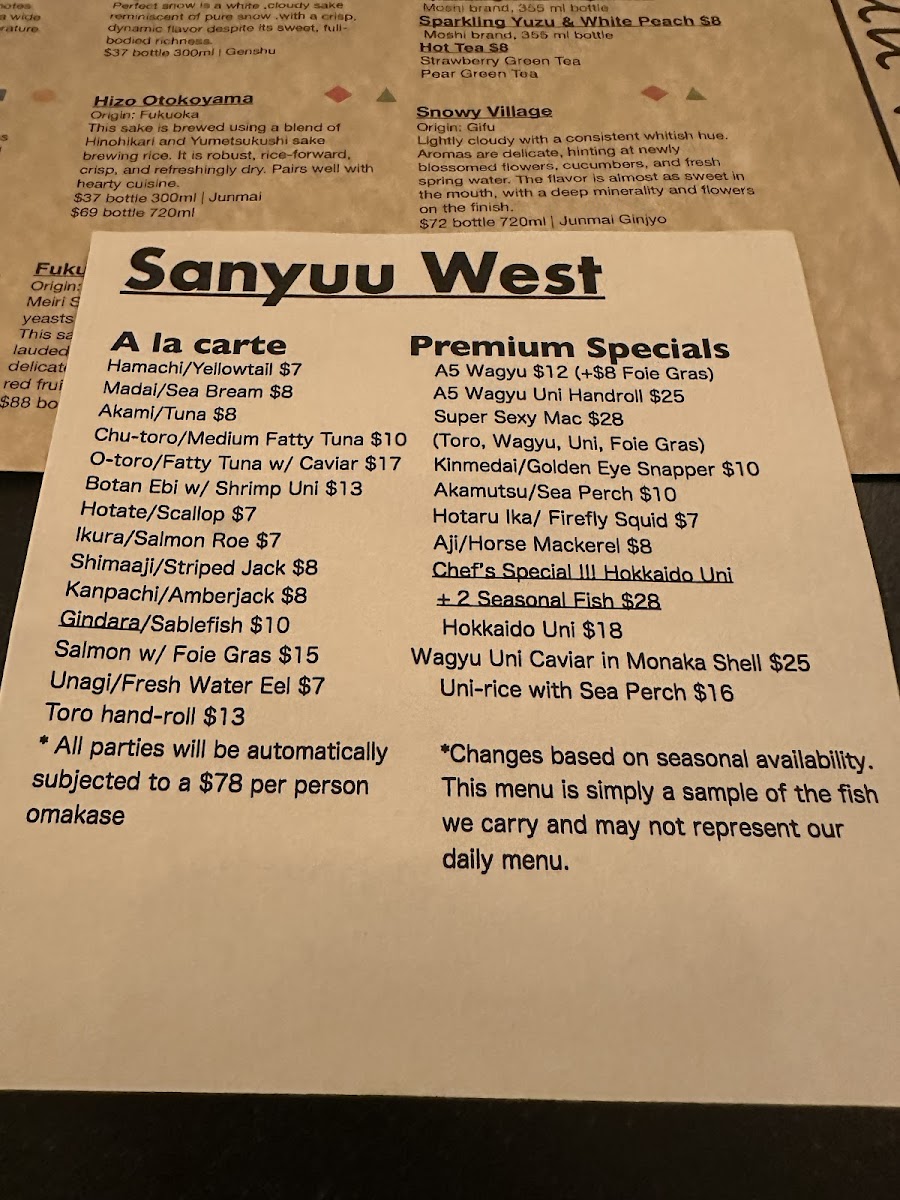 notes
a wide
rature.
Perfect snow is a white, cloudy sake
reminiscent of pure snow, with a crisp,
dynamic flavor despite its sweet, full-
bodied richness.
$37 bottle 300ml | Genshu
Moshi brand, 355 ml bottle
Sparkling Yuzu & White Peach $8
Moshi brand, 355 ml bottle
Hot Tea $8
Strawberry Green Tea
Pear Green Tea
Hizo Otokoyama
Origin: Fukuoka
This sake is brewed using a blend of
Hinohikari and Yumetsukushi sake
brewing rice. It is robust, rice-forward,
crisp, and refreshingly dry. Pairs well with
hearty cuisine.
$37 bottle 300ml | Junmai
$69 bottle 720ml
Snowy Village
Origin: Gifu
Lightly cloudy with a consistent whitish hue.
Aromas are delicate, hinting at newly
blossomed flowers, cucumbers, and fresh
spring water. The flavor is almost as sweet in
the mouth, with a deep minerality and flowers
on the finish.
$72 bottle 720ml | Junmai Ginjyo
Fuku
Origin:
Meiri S
yeasts
This sa
lauded
delicat
red frui
$88 bo
Sanyuu West
A la carte
Hamachi/Yellowtail $7
Madai/Sea Bream $8
Akami/Tuna $8
Chu-toro/Medium Fatty Tuna $10
O-toro/Fatty Tuna w/ Caviar $17
Botan Ebi w/ Shrimp Uni $13
Hotate/Scallop $7
Ikura/Salmon Roe $7
Shimaaji/Striped Jack $8
Kanpachi/Amberjack $8
Gindara/Sablefish $10
Salmon w/ Foie Gras $15
Unagi/Fresh Water Eel $7
Toro hand-roll $13
* All parties will be automatically
subjected to a $78 per person
omakase
Premium Specials
A5 Wagyu $12 (+$8 Foie Gras)
A5 Wagyu Uni Handroll $25
Super Sexy Mac $28
(Toro, Wagyu, Uni, Foie Gras)
Kinmedai/Golden Eye Snapper $10
Akamutsu/Sea Perch $10
Hotaru Ika/ Firefly Squid $7
Aji/Horse Mackerel $8
Chef's Special !!! Hokkaido Uni
+ 2 Seasonal Fish $28
Hokkaido Uni $18
Wagyu Uni Caviar in Monaka Shell $25
Uni-rice with Sea Perch $16
*Changes based on seasonal availability.
This menu is simply a sample of the fish
we carry and may not represent our
daily menu.